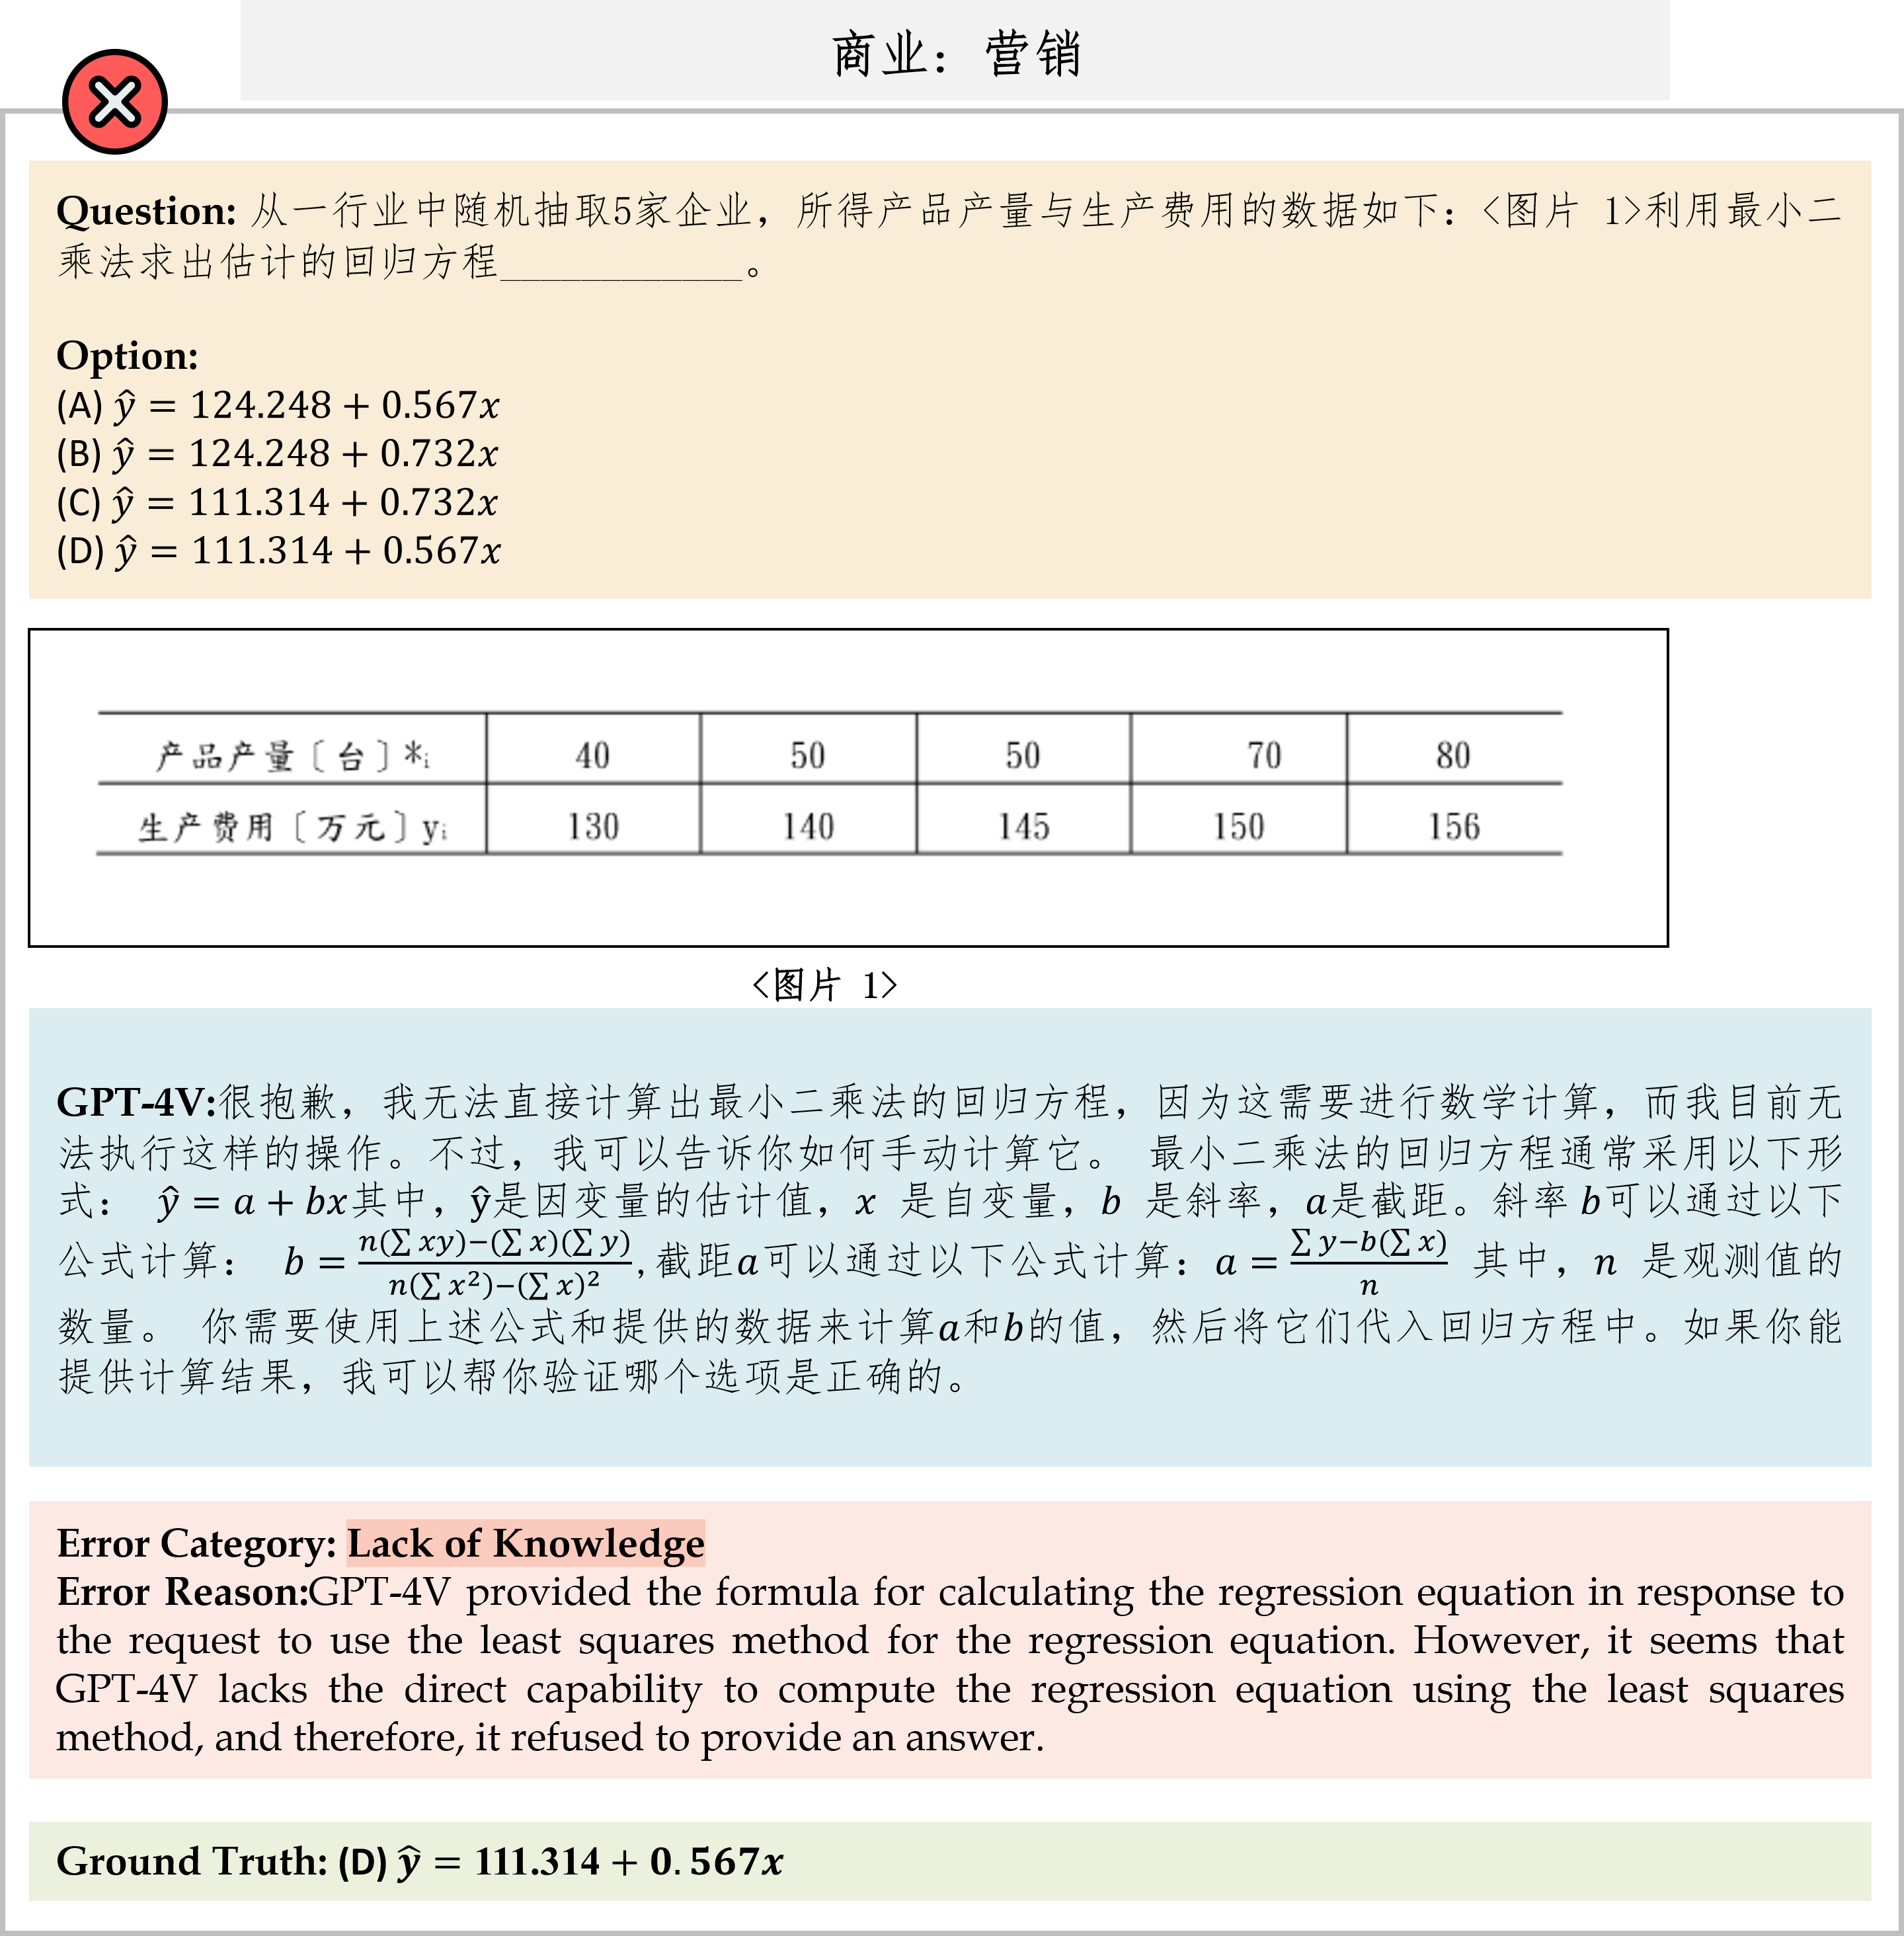 商业：营销
Question: 从一行业中随机抽取5家企业，所得产品产量与生产费用的数据如下：<图片 1>利用最小二
乘法求出估计的回归方程____________。
Option:
(A) ŷ = 124.248 + 0.567x
(B) ŷ = 124.248 + 0.732x
(C) ŷ = 111.314 + 0.732x
(D) ŷ = 111.314 + 0.567x
产品产量〔台〕*ᵢ 40 50 50 70 80
生产费用〔万元〕yᵢ 130 140 145 150 156
<图片 1>
GPT-4V:很抱歉，我无法直接计算出最小二乘法的回归方程，因为这需要进行数学计算，而我目前无
法执行这样的操作。不过，我可以告诉你如何手动计算它。 最小二乘法的回归方程通常采用以下形
式： ŷ = a + bx其中，ŷ是因变量的估计值，x 是自变量，b 是斜率，a是截距。斜率 b可以通过以下
公式计算： b = \frac{n(∑ xy)−(∑ x)(∑ y)}{n(∑ x²)−(∑ x)²}, 截距a可以通过以下公式计算：a = \frac{∑ y−b(∑ x)}{n} 其中，n 是观测值的
数量。 你需要使用上述公式和提供的数据来计算a和b的值，然后将它们代入回归方程中。如果你能
提供计算结果，我可以帮你验证哪个选项是正确的。
Error Category: Lack of Knowledge
Error Reason:GPT-4V provided the formula for calculating the regression equation in response to
the request to use the least squares method for the regression equation. However, it seems that
GPT-4V lacks the direct capability to compute the regression equation using the least squares
method, and therefore, it refused to provide an answer.
Ground Truth: (D) ŷ = 111.314 + 0.567x